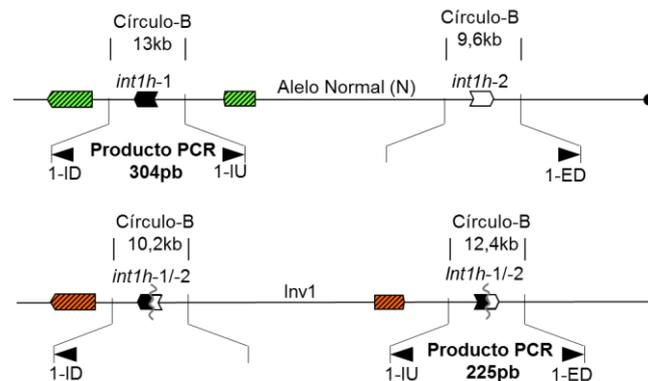 Círculo-B
13kb
int1h-1
Círculo-B
9,6kb
int1h-2
Alelo Normal (N)
Producto PCR
304pb
1-ID
1-IU
1-ED
Círculo-B
10,2kb
int1h-1/-2
Círculo-B
12,4kb
Int1h-1/-2
Inv1
1-ID
Producto PCR
225pb
1-IU
1-ED